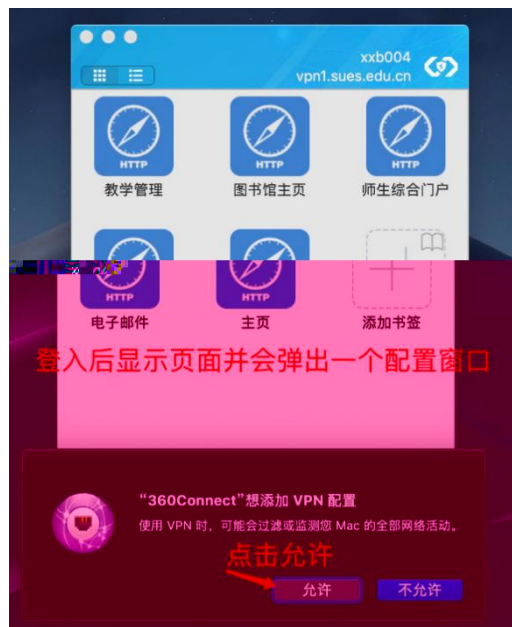 xxb004
vpn1.sues.edu.cn
HTTP HTTP HTTP
教学管理 图书馆主页 师生综合门户
HTTP HTTP
电子邮件 主页 添加书签
登入后显示页面并会弹出一个配置窗口
“360Connect”想添加 VPN 配置
使用 VPN 时，可能会过滤或监测您 Mac 的全部网络活动。
点击允许
允许 不允许